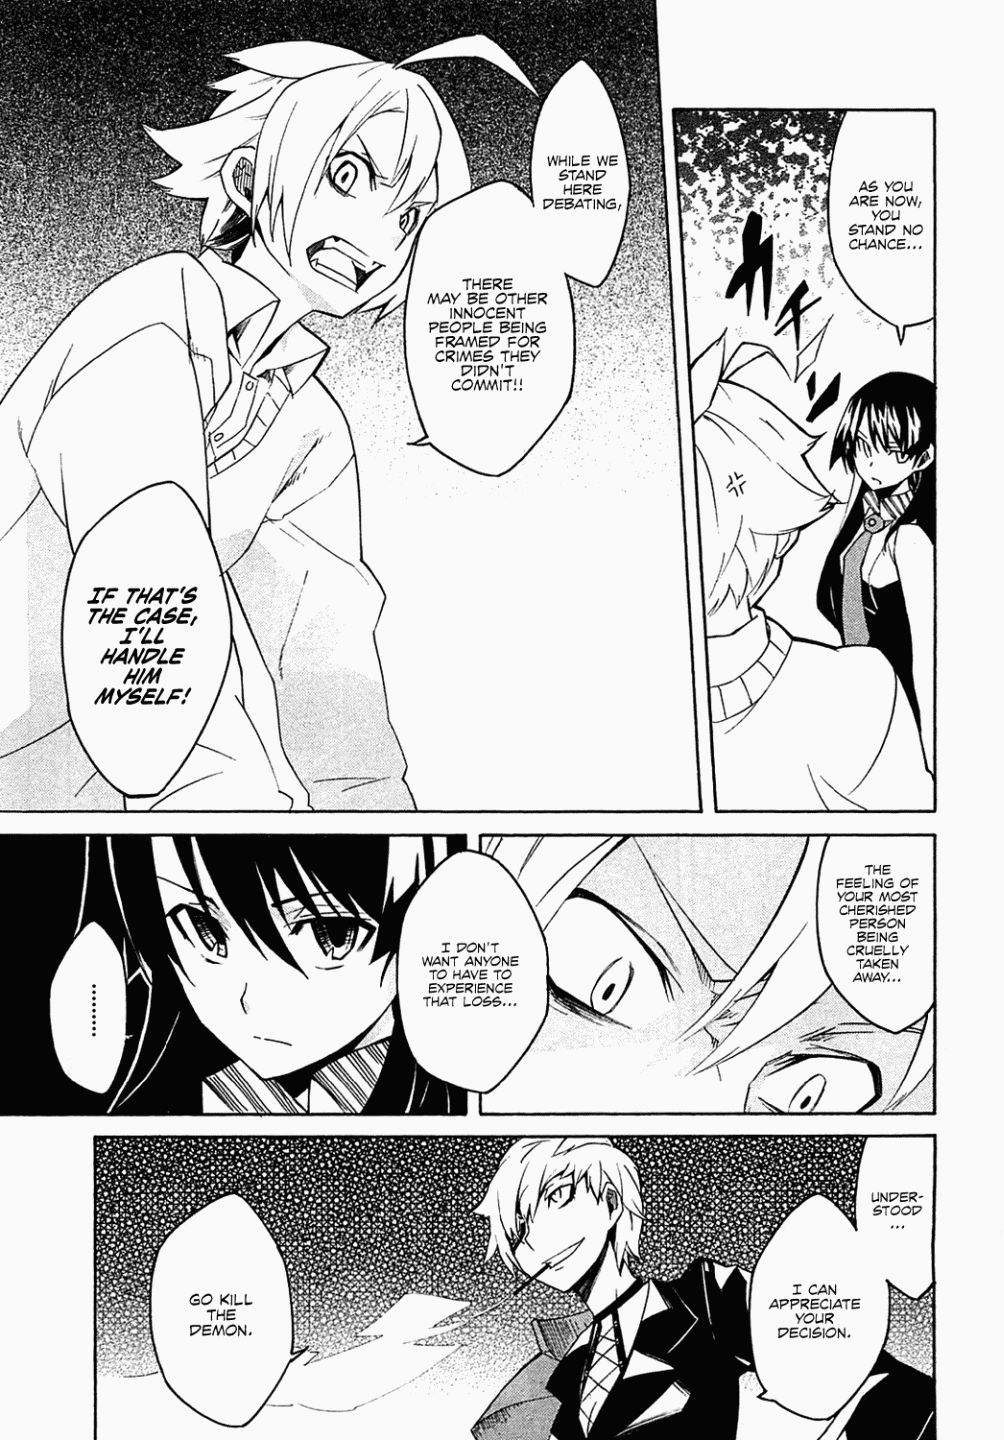 AS YOU
ARE NOW,
YOU
STAND NO
CHANCE...
WHILE WE
STAND
HERE
DEBATING,
THERE
MAY BE OTHER
INNOCENT
PEOPLE BEING
FRAMED FOR
CRIMES THEY
DIDN'T
COMMIT!!
IF THAT'S
THE CASE,
I'LL
HANDLE
HIM
MYSELF!
THE
FEELING OF
YOUR MOST
CHERISHED
PERSON
BEING
CRUELLY
TAKEN
AWAY...
I DON'T
WANT ANYONE
TO HAVE TO
EXPERIENCE
THAT LOSS...
.........
UNDER-
STOOD
...
I CAN
APPRECIATE
YOUR
DECISION.
GO KILL
THE
DEMON.